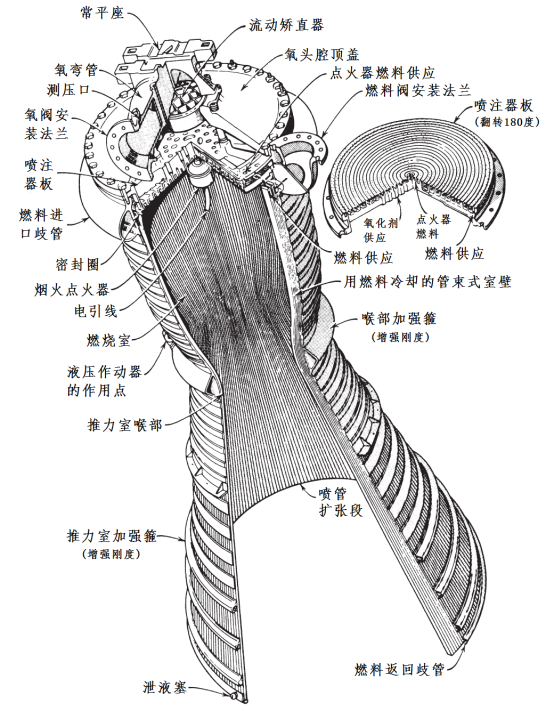 常平座
流动矫直器
氧弯管
氧头腔顶盖
测压口
点火器燃料供应
燃料阀安装法兰
氧阀安
装法兰
喷注器板
(翻转180度)
喷注
器板
燃料进
口歧管
氧化剂
供应
点火器
燃料
燃料供应
燃料供应
密封圈
烟火点火器
用燃料冷却的管束式室壁
电引线
喉部加强箍
(增强刚度)
燃烧室
液压作动器
的作用点
推力室喉部
喷管
扩张段
推力室加强箍
(增强刚度)
燃料返回歧管
泄液塞